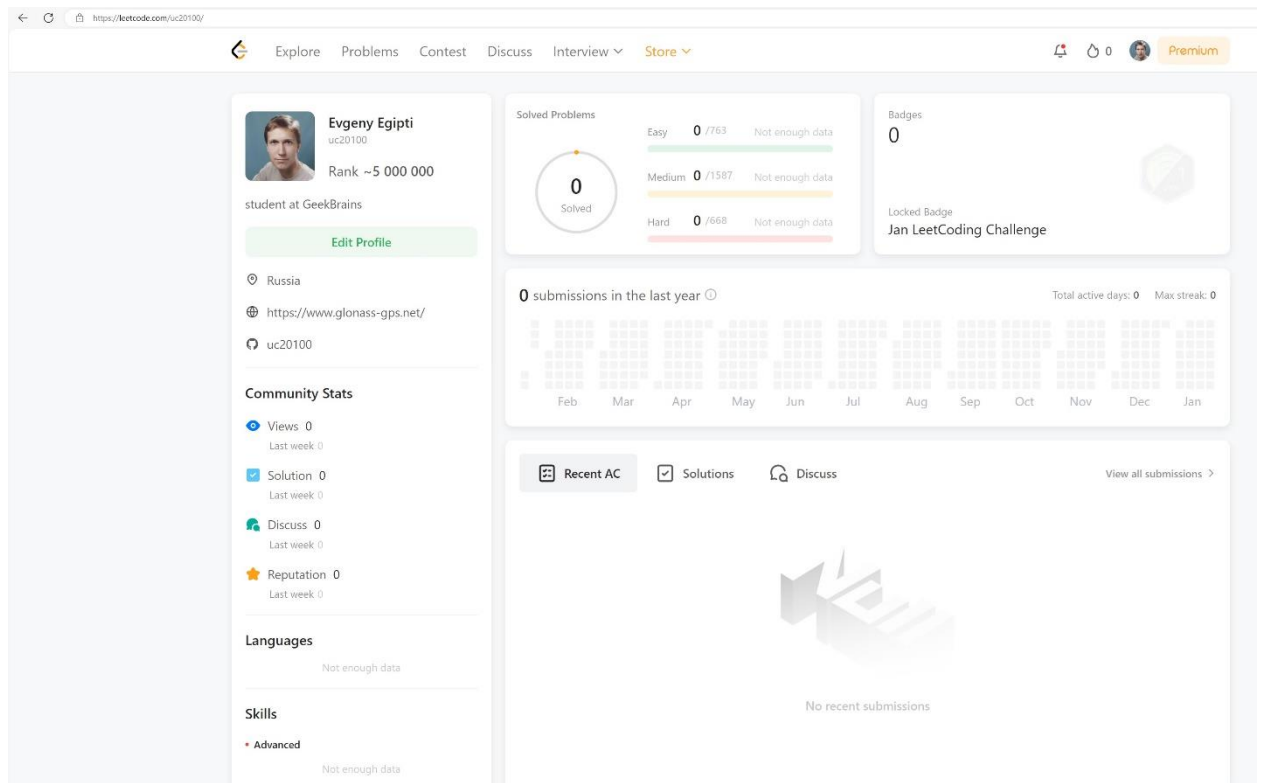 https://leetcode.com/uc20100/
Explore Problems Contest Discuss Interview Store
0
Premium
Evgeny Egipti
uc20100
Rank ~5 000 000
student at GeekBrains
Edit Profile
Russia
https://www.glonass-gps.net/
uc20100
Community Stats
Views 0
Last week 0
Solution 0
Last week 0
Discuss 0
Last week 0
Reputation 0
Last week 0
Languages
Not enough data
Skills
Advanced
Not enough data
Solved Problems
0
Solved
Easy 0 /763 Not enough data
Medium 0 /1587 Not enough data
Hard 0 /668 Not enough data
Badges
0
Locked Badge
Jan LeetCoding Challenge
0 submissions in the last year
Total active days: 0 Max streak: 0
Feb Mar Apr May Jun Jul Aug Sep Oct Nov Dec Jan
Recent AC Solutions Discuss View all submissions >
No recent submissions